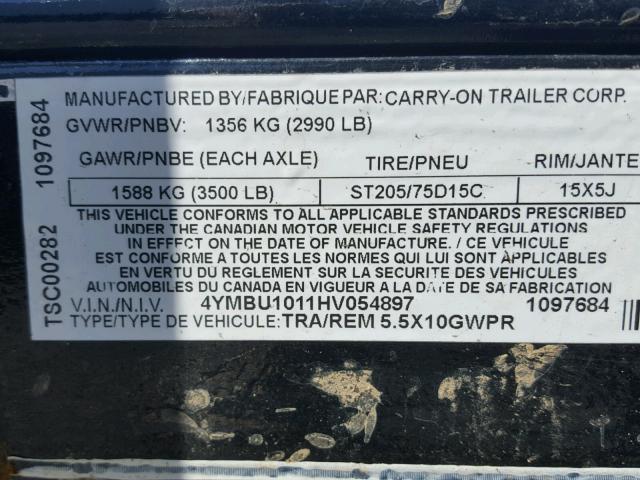 MANUFACTURED BY/FABRIQUE PAR: CARRY-ON TRAILER CORP.
GVWR/PNBV: 1356 KG (2990 LB)
GAWR/PNBE (EACH AXLE) TIRE/PNEU RIM/JANTE
1588 KG (3500 LB) ST205/75D15C 15X5J
THIS VEHICLE CONFORMS TO ALL APPLICABLE STANDARDS PRESCRIBED
UNDER THE CANADIAN MOTOR VEHICLE SAFETY REGULATIONS
IN EFFECT ON THE DATE OF MANUFACTURE. / CE VEHICULE
EST CONFORME A TOUTES LES NORMES QUI LUI SONT APPLICABLES
EN VERTU DU REGLEMENT SUR LA SECURITE DES VEHICULES
AUTOMOBILES DU CANADA EN VIGUEUR A LA DATE DE SA FABRICATION
V.I.N./N.I.V. 4YMBU1011HV054897 1097684
TYPE/TYPE: TRA/REM 5.5X10GWPR
TSC00282 1097684